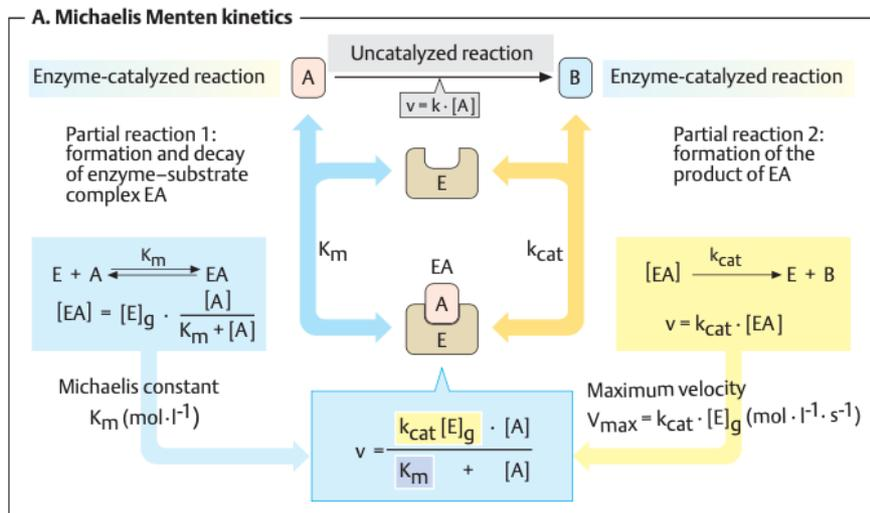 A. Michaelis Menten kinetics
Uncatalyzed reaction
Enzyme-catalyzed reaction
A
B
Enzyme-catalyzed reaction
v = k · [A]
Partial reaction 1:
formation and decay
of enzyme–substrate
complex EA
Partial reaction 2:
formation of the
product of EA
E
Km
kcat
EA
A
E
Km
E + A EA
[EA] = [E]g · [A] / Km + [A]
kcat
[EA] E + B
v = kcat · [EA]
Michaelis constant
Km (mol·l⁻¹)
Maximum velocity
Vmax = kcat · [E]g (mol · l⁻¹ · s⁻¹)
v = kcat [E]g · [A] / Km + [A]